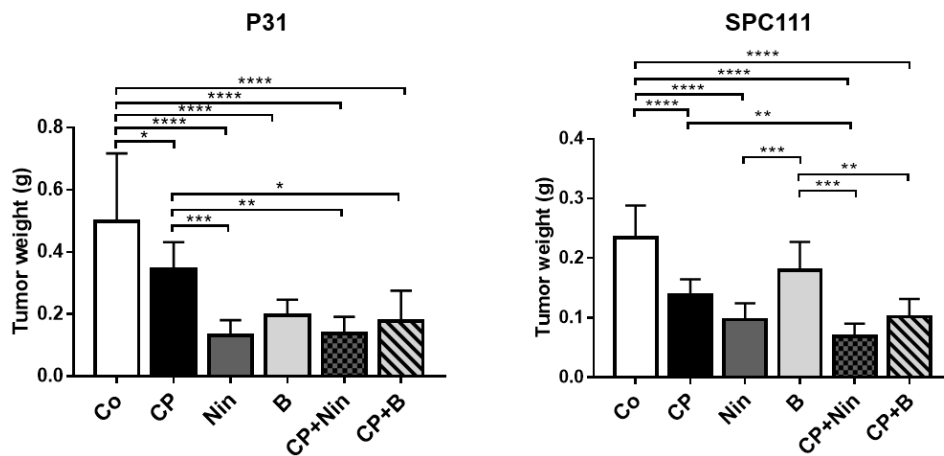 P31
****
****
****
****
*
*
**
***
Tumor weight (g)
0.8
0.6
0.4
0.2
0.0
Co
CP
Nin
B
CP+Nin
CP+B
SPC111
****
****
****
****
**
***
**
***
Tumor weight (g)
0.4
0.3
0.2
0.1
0.0
Co
CP
Nin
B
CP+Nin
CP+B